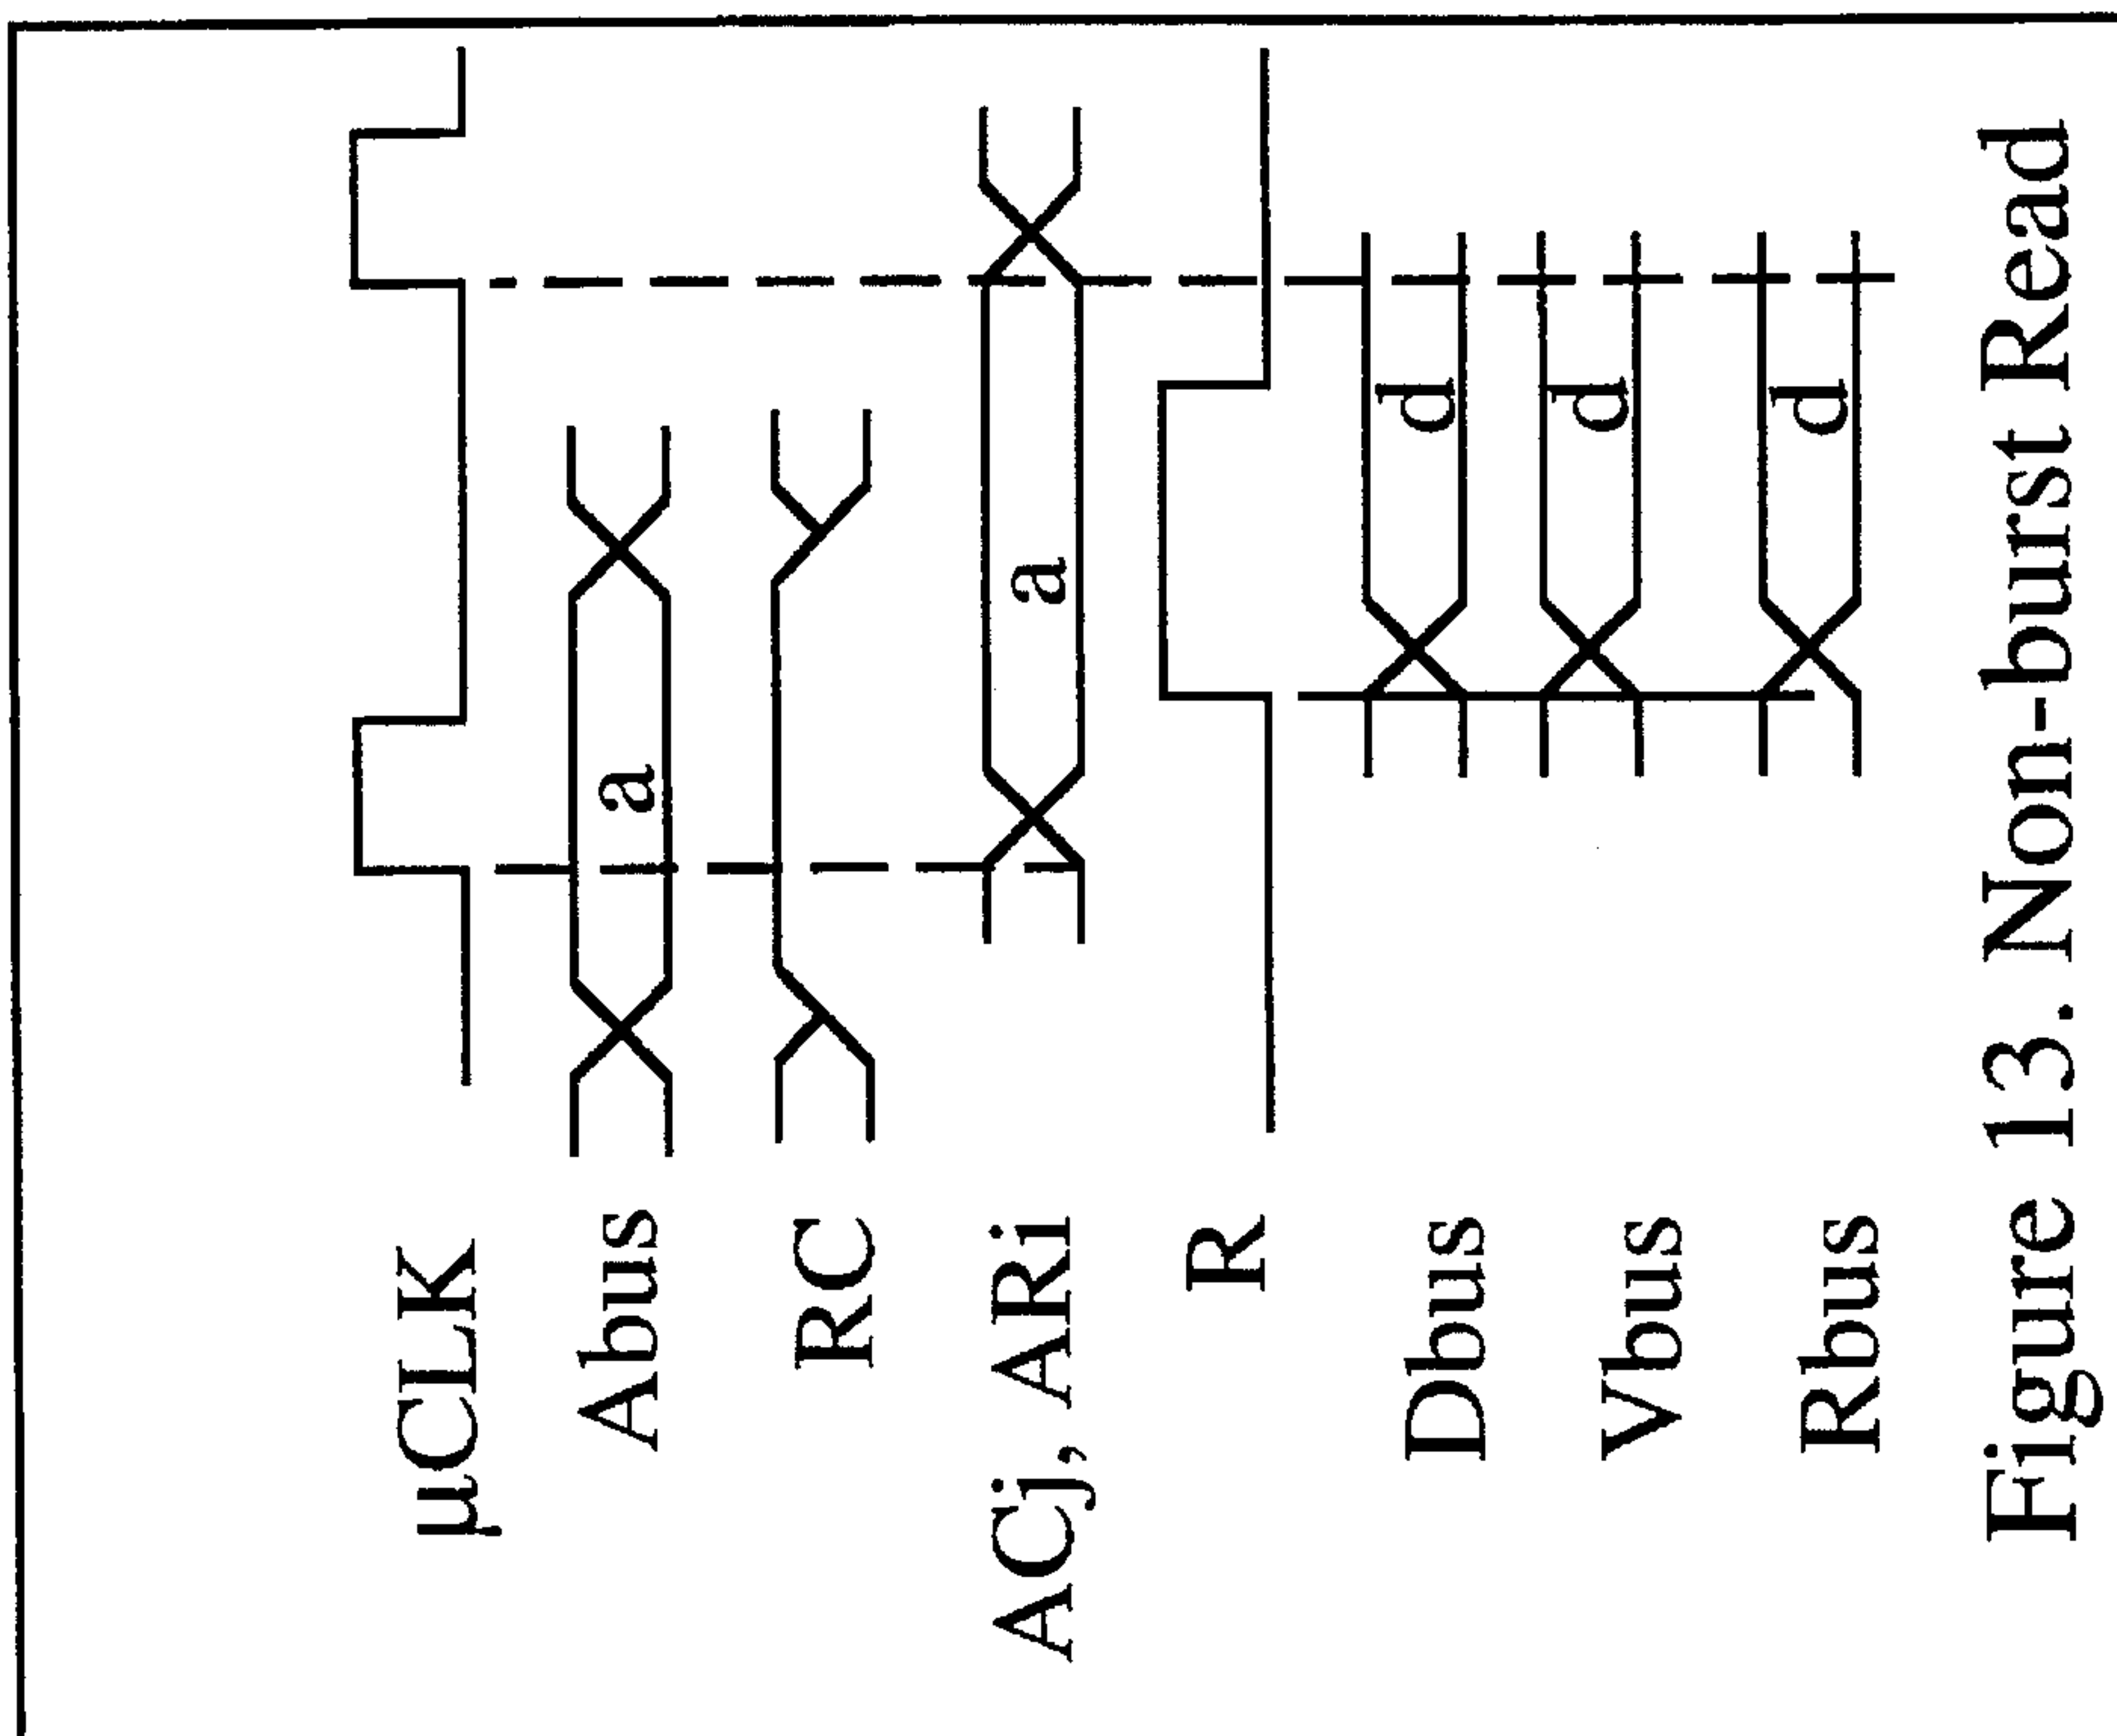 μCLK
Abus
a
RC
ACj, ARi
a
R
Dbus
d
Vbus
d
Rbus
d
Figure 13. Non-burst Read